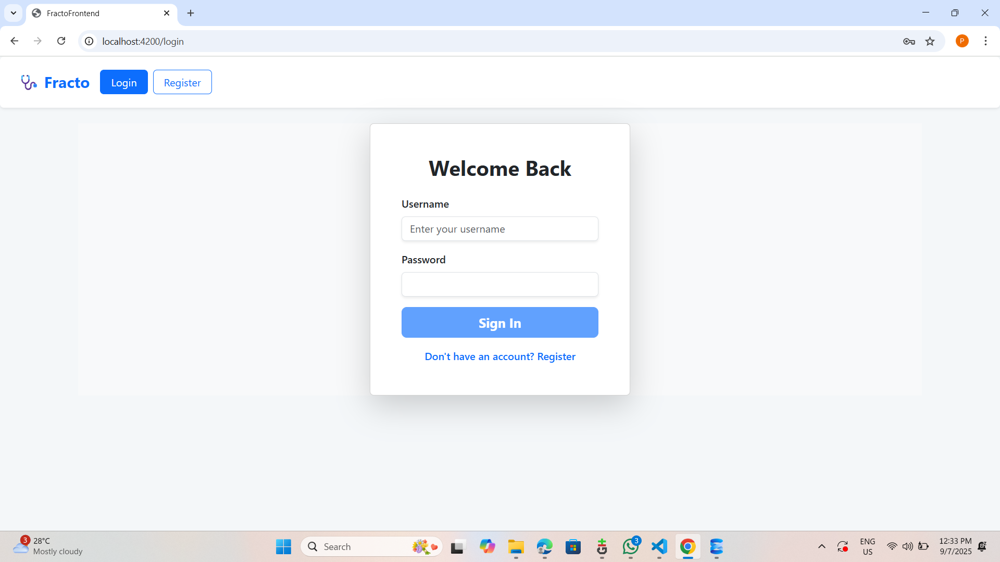 FractoFrontend
localhost:4200/login
P
Fracto
Login
Register
Welcome Back
Username
Enter your username
Password
Sign In
Don't have an account? Register
3
28°C
Mostly cloudy
Search
3
ENG
US
12:33 PM
9/7/2025